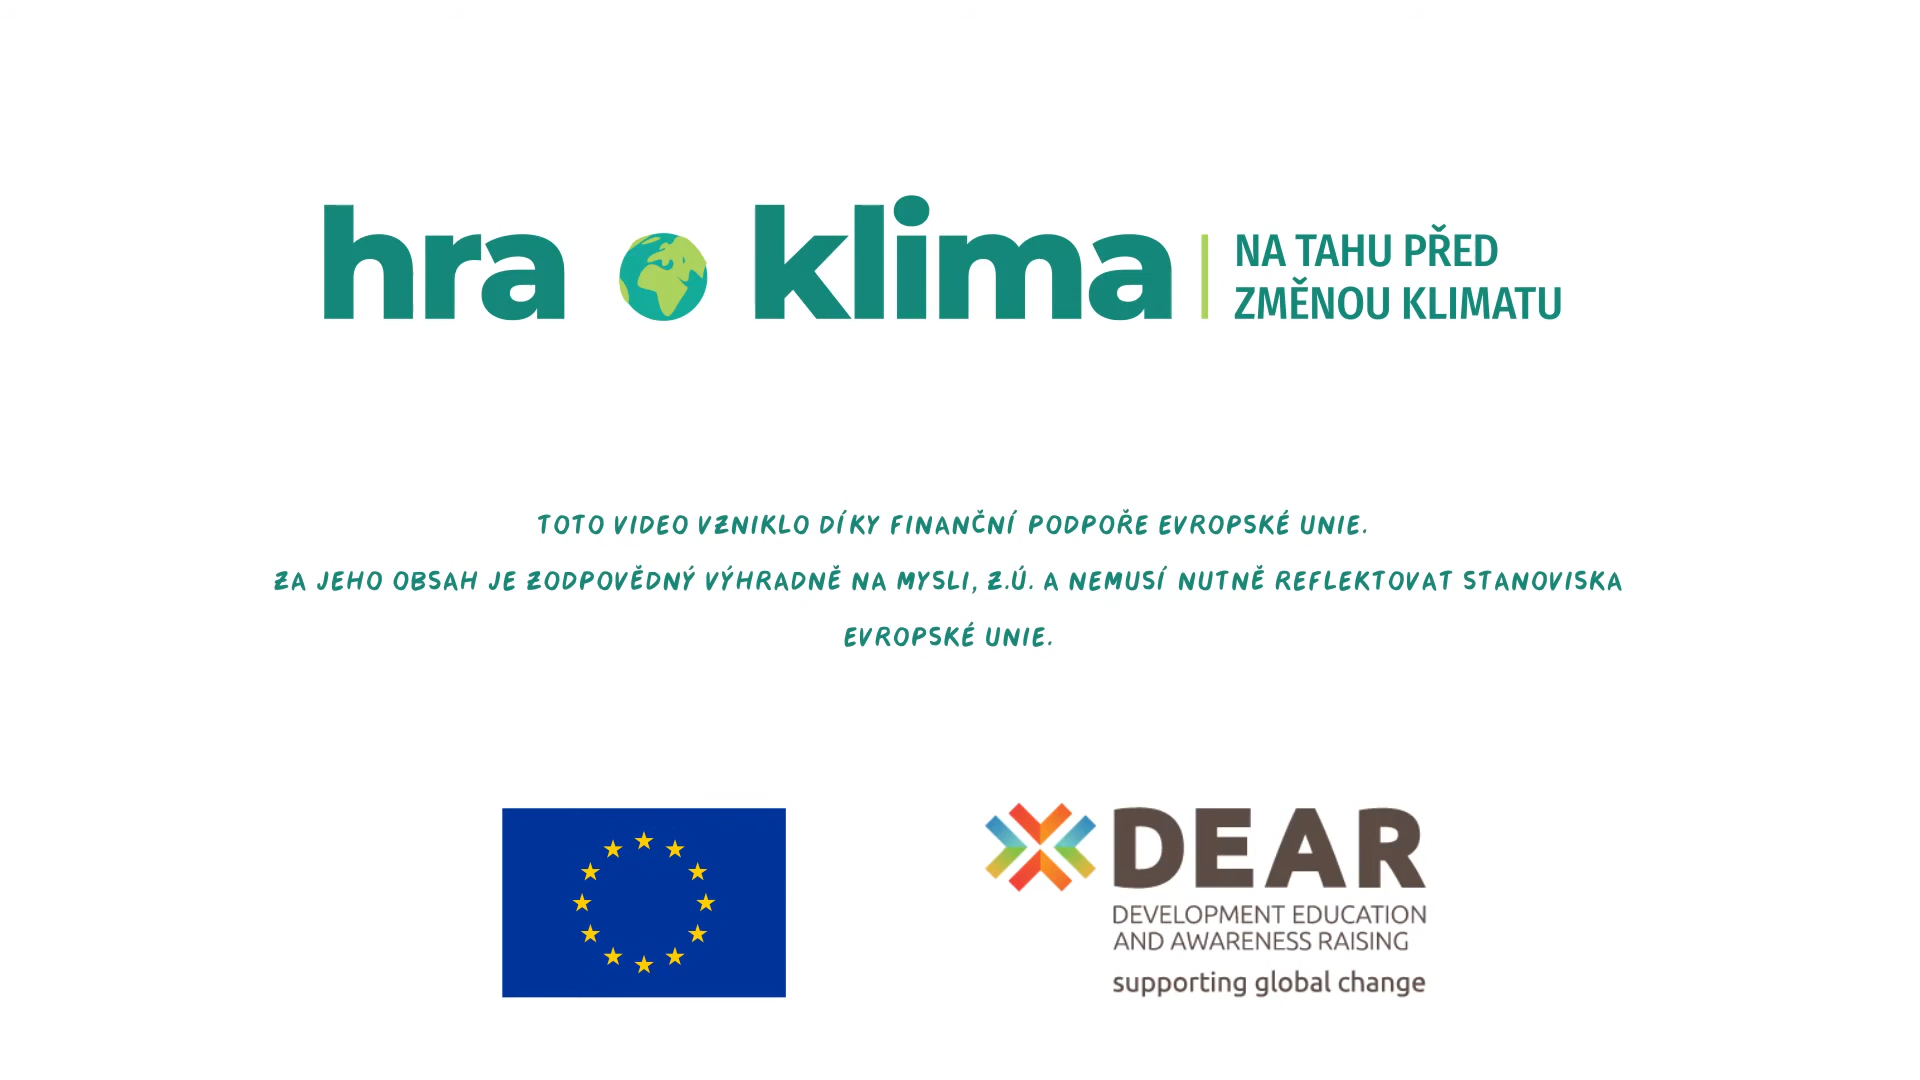 hra o klima
NA TAHU PŘED
ZMĚNOU KLIMATU
TOTO VIDEO VZNIKLO DÍKY FINANČNÍ PODPOŘE EVROPSKÉ UNIE.
ZA JEHO OBSAH JE ZODPOVĚDNÝ VÝHRADNĚ NA MYSLI, Z.Ú. A NEMUSÍ NUTNĚ REFLEKTOVAT STANOVISKA
EVROPSKÉ UNIE.
DEAR
DEVELOPMENT EDUCATION
AND AWARENESS RAISING
supporting global change